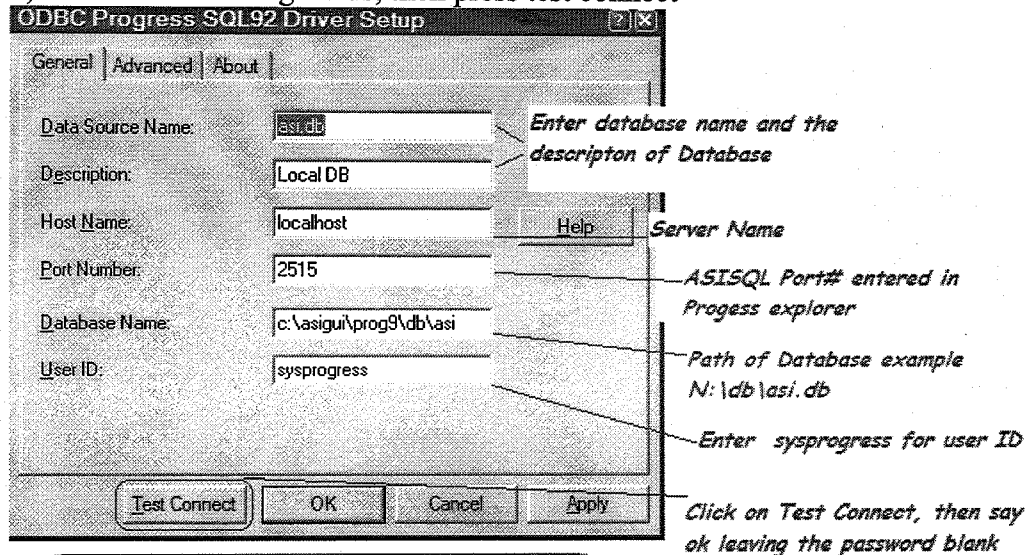 ODBC Progress SQL92 Driver Setup
General Advanced About
Data Source Name: asi.db
Enter database name and the
descripton of Database
Description: Local DB
Host Name: localhost
Help
Server Name
Port Number: 2515
ASISQL Port# entered in
Progess explorer
Database Name: c:\asigui\prog9\db\asi
Path of Database example
N:\db\asi.db
User ID: sysprogress
Enter sysprogress for user ID
Test Connect OK Cancel Apply
Click on Test Connect, then say
ok leaving the password blank